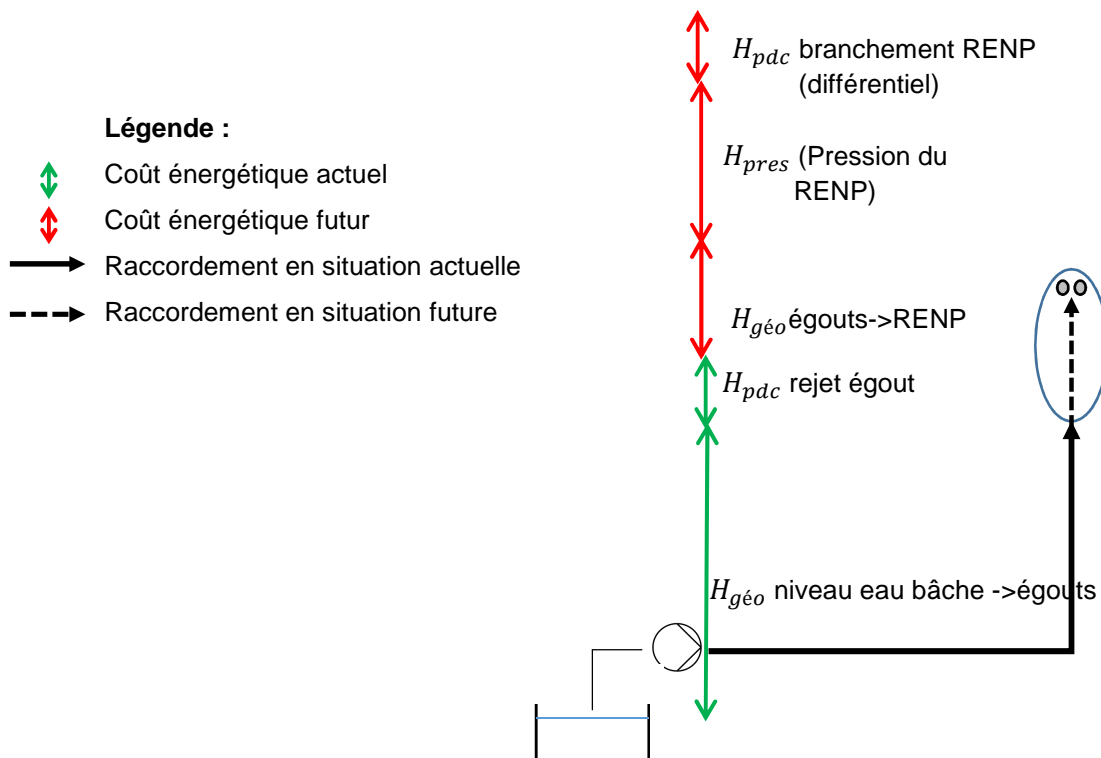 H_pdc branchement RENP
(différentiel)
Légende :
Coût énergétique actuel
Coût énergétique futur
Raccordement en situation actuelle
Raccordement en situation future
H_pres (Pression du
RENP)
H_géo égouts->RENP
H_pdc rejet égout
H_géo niveau eau bâche ->égouts